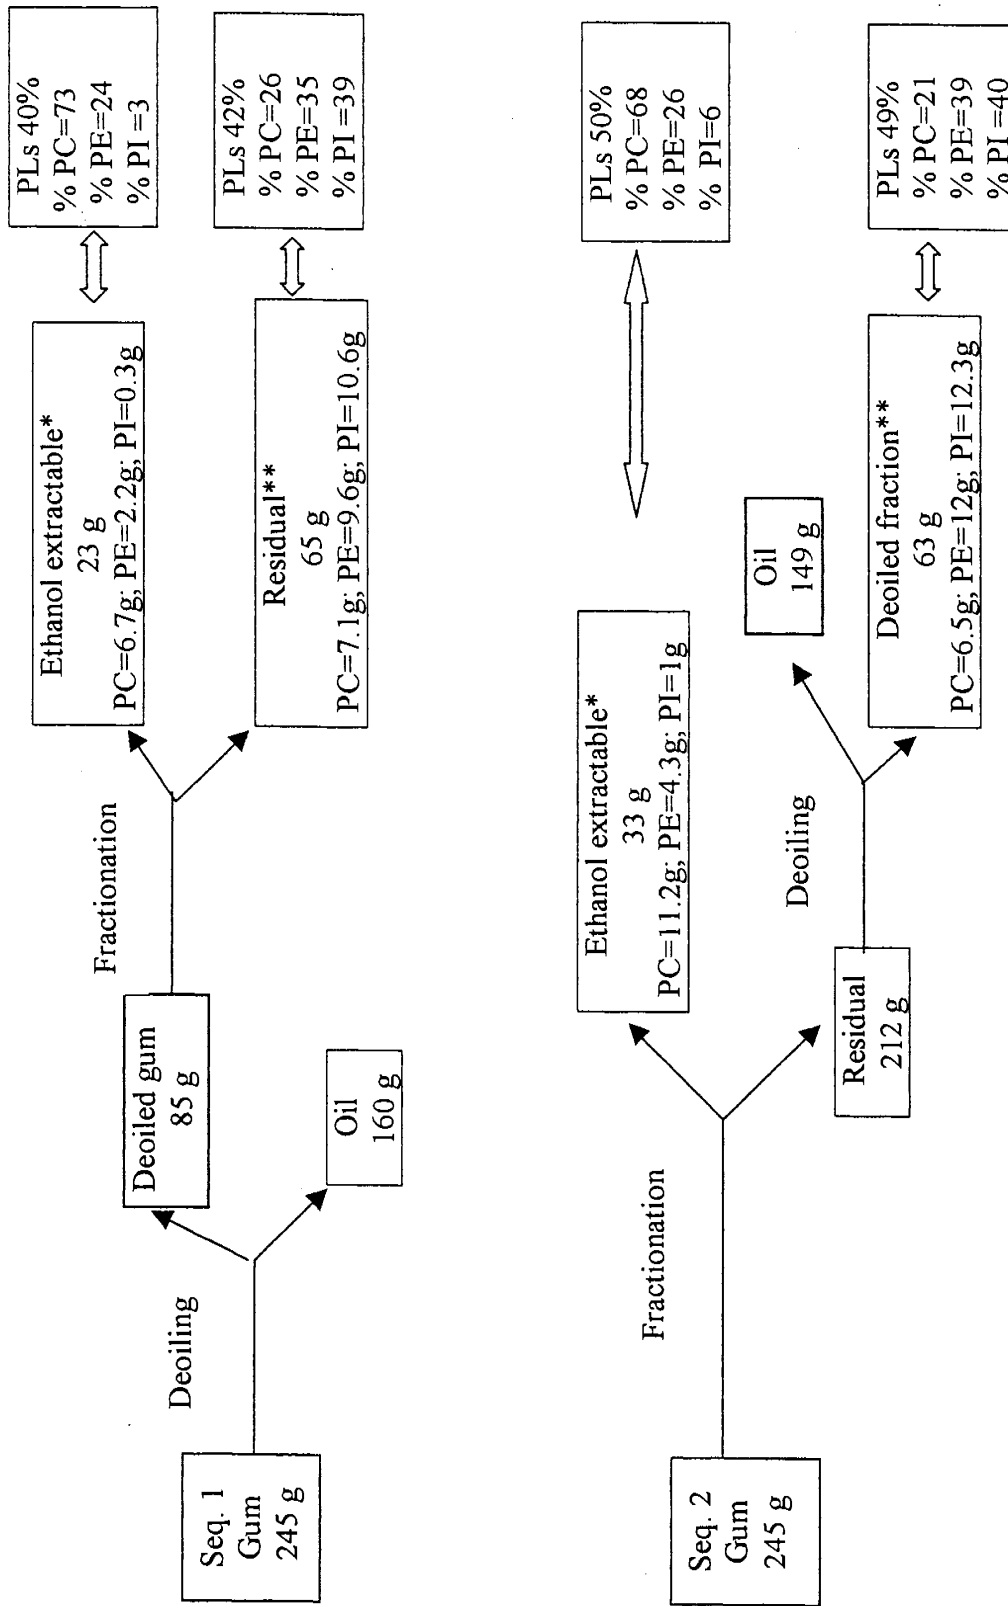 Seq. 1
Gum
245 g
Deoiling
Deoiled gum
85 g
Oil
160 g
Fractionation
Ethanol extractable*
23 g
PC=6.7g; PE=2.2g; PI=0.3g
Residual**
65 g
PC=7.1g; PE=9.6g; PI=10.6g
PLs 40%
% PC=73
% PE=24
% PI =3
PLs 42%
% PC=26
% PE=35
% PI =39
Seq. 2
Gum
245 g
Fractionation
Ethanol extractable*
33 g
PC=11.2g; PE=4.3g; PI=1g
Residual
212 g
Deoiling
Oil
149 g
Deoiled fraction**
63 g
PC=6.5g; PE=12g; PI=12.3g
PLs 50%
% PC=68
% PE=26
% PI=6
PLs 49%
% PC=21
% PE=39
% PI=40